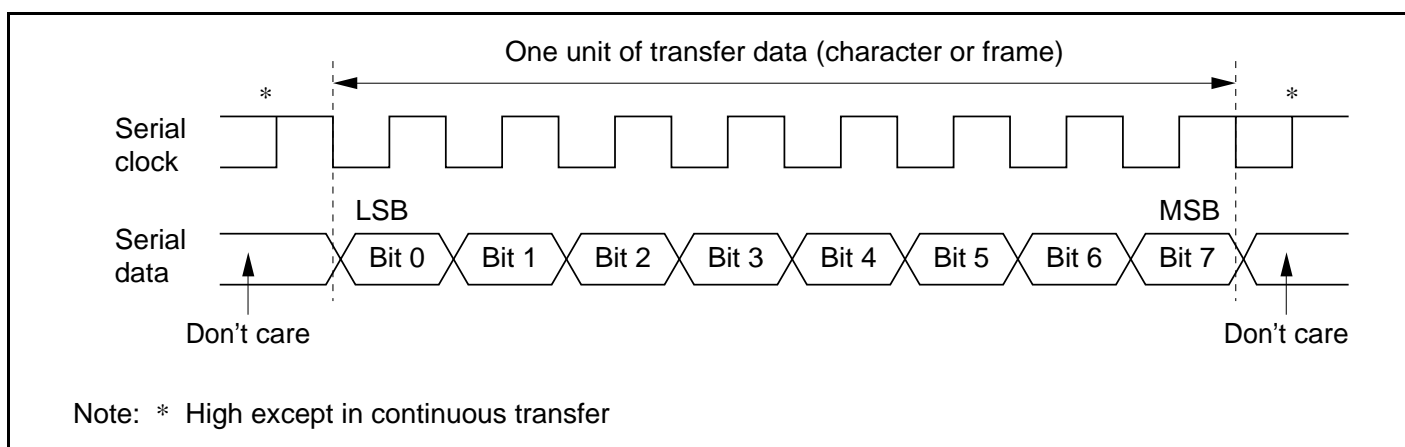 One unit of transfer data (character or frame)
* *
Serial
clock
LSB MSB
Serial
data
Bit 0 Bit 1 Bit 2 Bit 3 Bit 4 Bit 5 Bit 6 Bit 7
Don’t care Don’t care
Note: * High except in continuous transfer